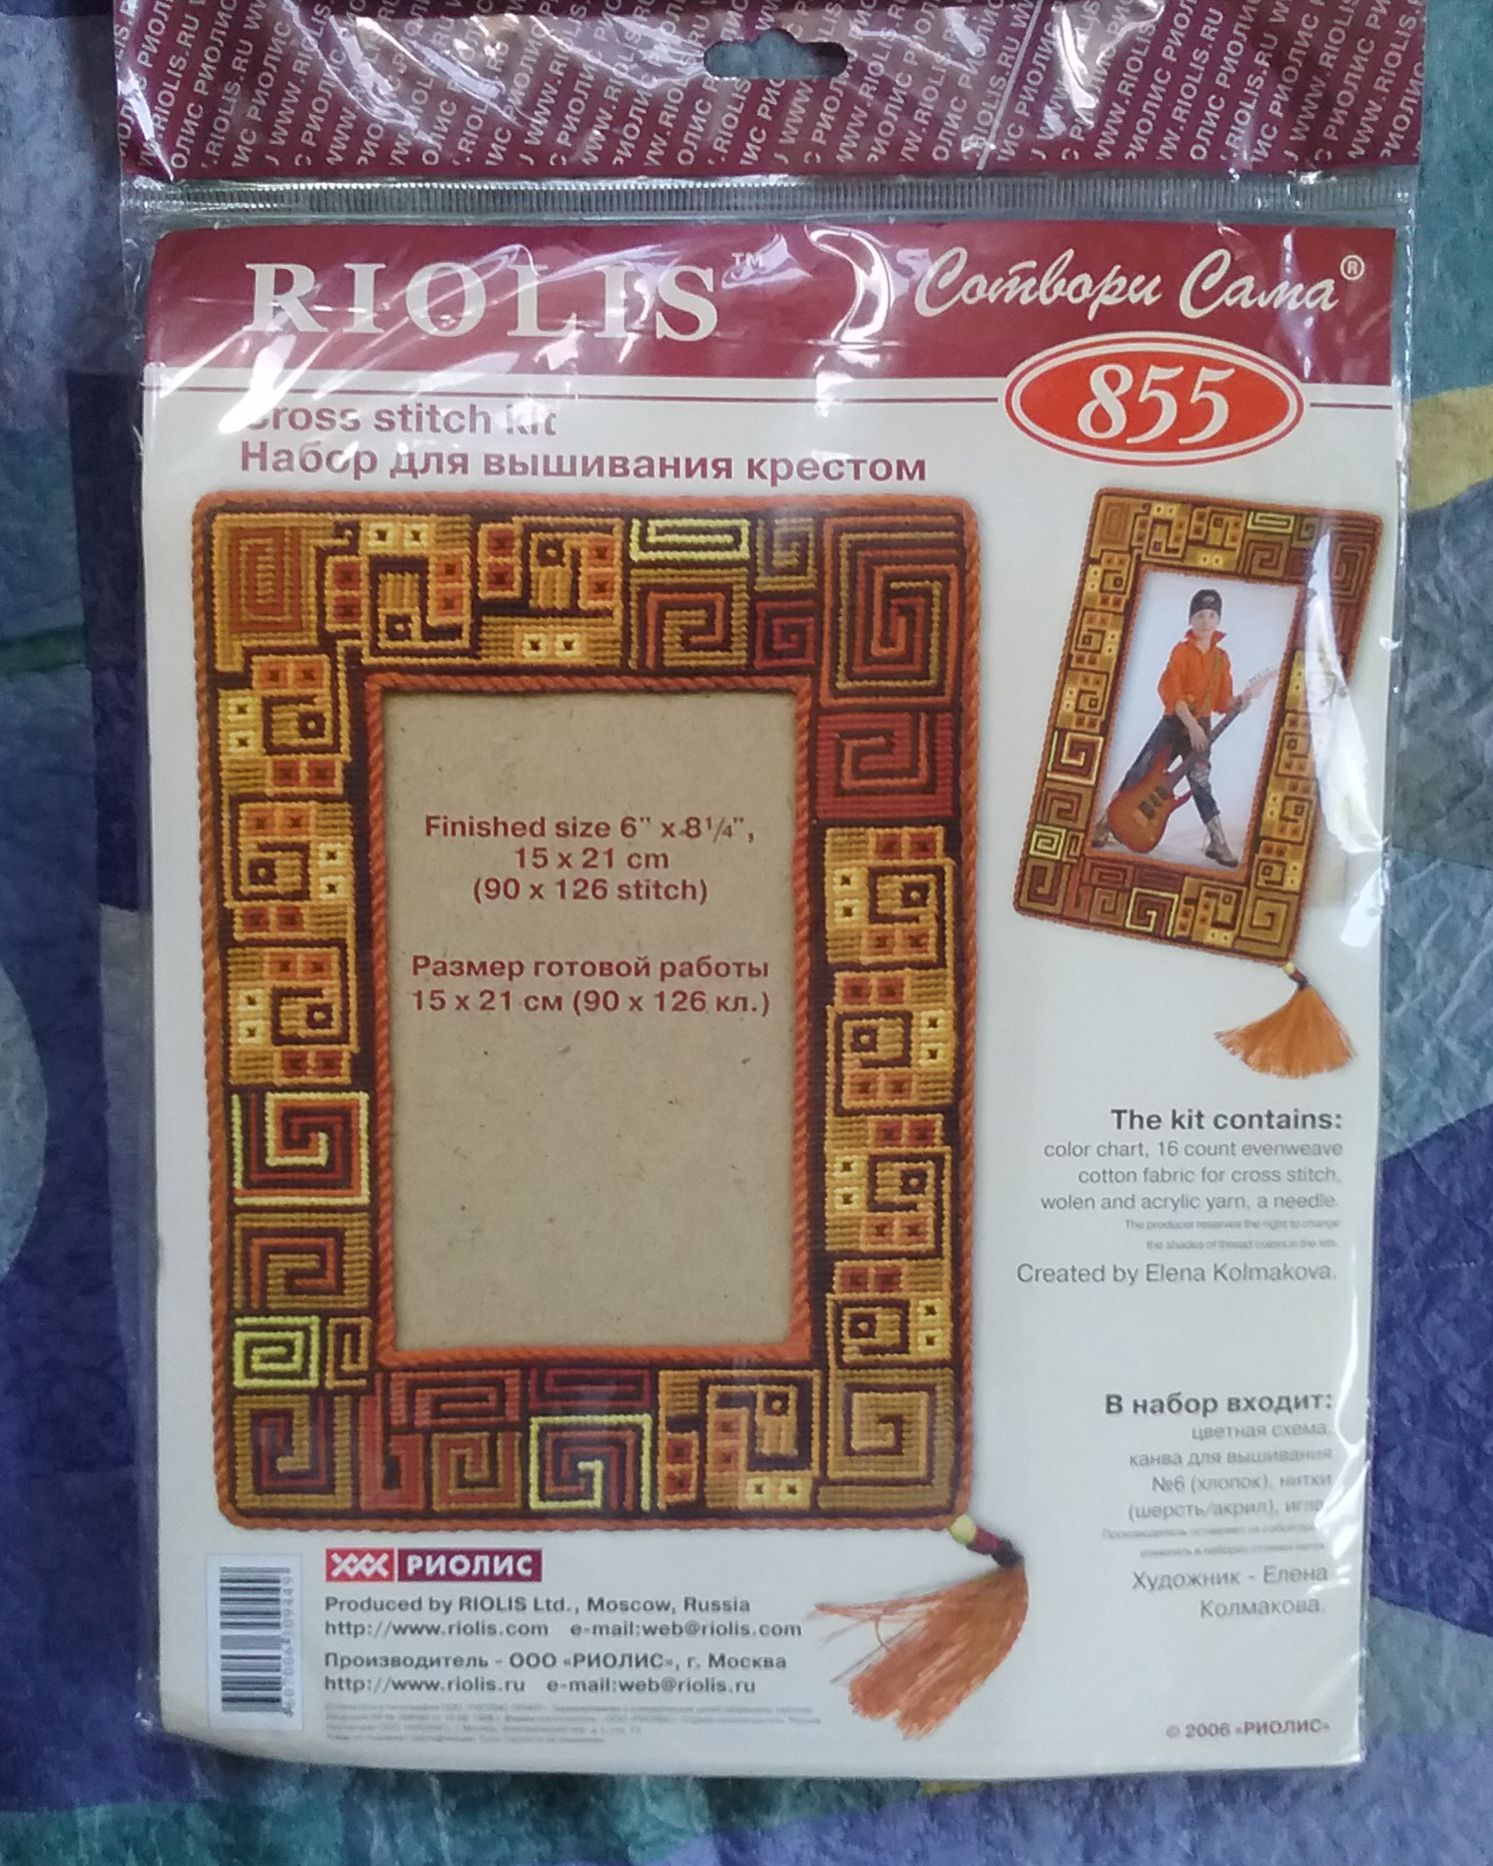 RIOLIS™
Сотвори Сама®
855
cross stitch kit
Набор для вышивания крестом
Finished size 6" x 8¹/₄",
15 x 21 cm
(90 x 126 stitch)
Размер готовой работы
15 x 21 см (90 x 126 кл.)
The kit contains:
color chart, 16 count evenweave
cotton fabric for cross stitch,
wolen and acrylic yarn, a needle.
The producer reserves the right to change
the shades of thread colors in the kits.
Created by Elena Kolmakova.
В набор входит:
цветная схема,
канва для вышивания
№6 (хлопок), нитки
(шерсть/акрил), игла.
Художник - Елена
Колмакова.
РИОЛИС
Produced by RIOLIS Ltd., Moscow, Russia
http://www.riolis.com e-mail:web@riolis.com
Производитель - ООО «РИОЛИС», г. Москва
http://www.riolis.ru e-mail:web@riolis.ru
© 2006 «РИОЛИС»